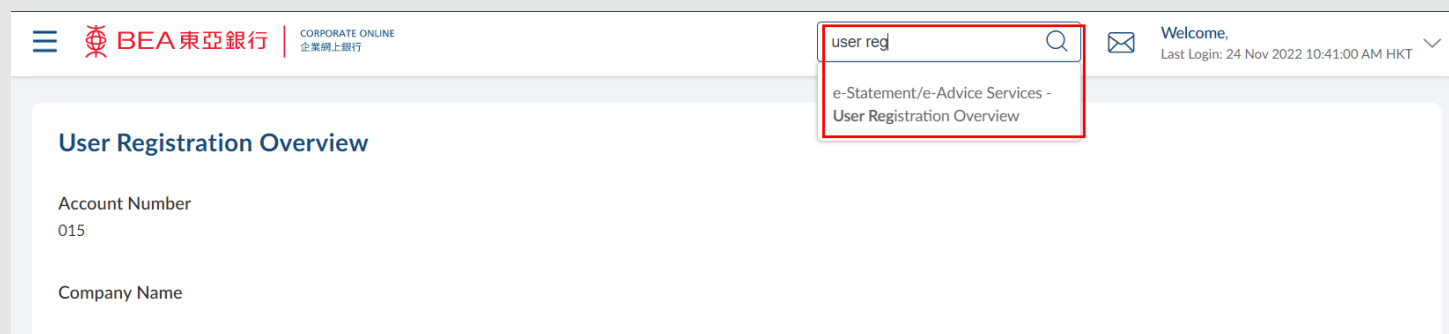 BEA東亞銀行
CORPORATE ONLINE
企業網上銀行
user reg
Welcome,
Last Login: 24 Nov 2022 10:41:00 AM HKT
e-Statement/e-Advice Services -
User Registration Overview
User Registration Overview
Account Number
015
Company Name